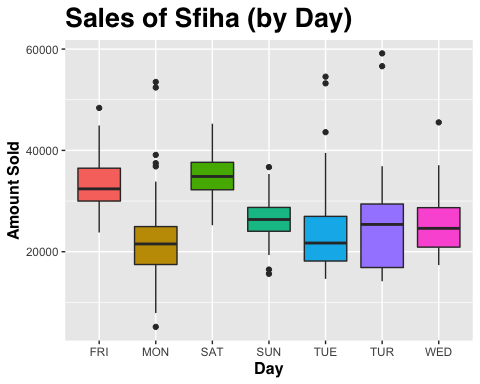 Sales of Sfiha (by Day)
Amount Sold
60000
40000
20000
FRI MON SAT SUN TUE TUR WED
Day